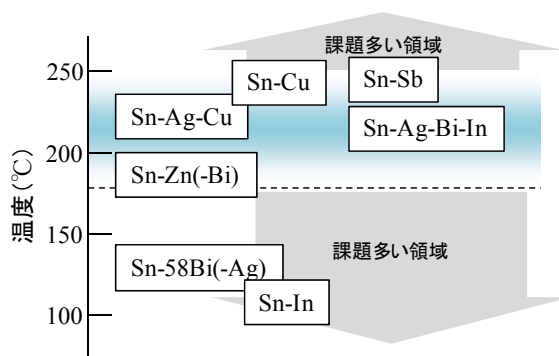 課題多い領域
250
Sn-Cu
Sn-Sb
Sn-Ag-Cu
Sn-Ag-Bi-In
200
Sn-Zn(-Bi)
温度(℃)
150
課題多い領域
Sn-58Bi(-Ag)
Sn-In
100